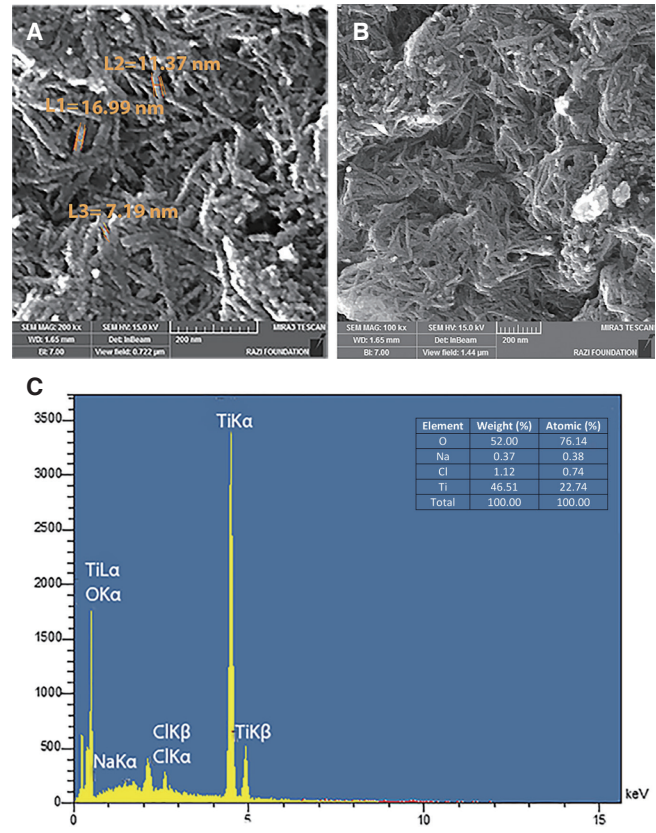 A
L2=11.37 nm
L1=16.99 nm
L3=7.19 nm
SEM MAG: 200 kx SEM HV: 15.0 kV MIRA3 TESCAN
WD: 1.65 mm Det: InBeam 200 nm
BI: 7.00 View field: 0.722 µm RAZI FOUNDATION
B
SEM MAG: 100 kx SEM HV: 15.0 kV MIRA3 TESCAN
WD: 1.65 mm Det: InBeam 200 nm
BI: 7.00 View field: 1.44 µm RAZI FOUNDATION
C
3500
3000
2500
2000
1500
1000
500
0
TiKα
TiLα
OKα
NaKα
ClKβ
ClKα
TiKβ
Element Weight (%) Atomic (%)
O 52.00 76.14
Na 0.37 0.38
Cl 1.12 0.74
Ti 46.51 22.74
Total 100.00 100.00
keV
0 5 10 15